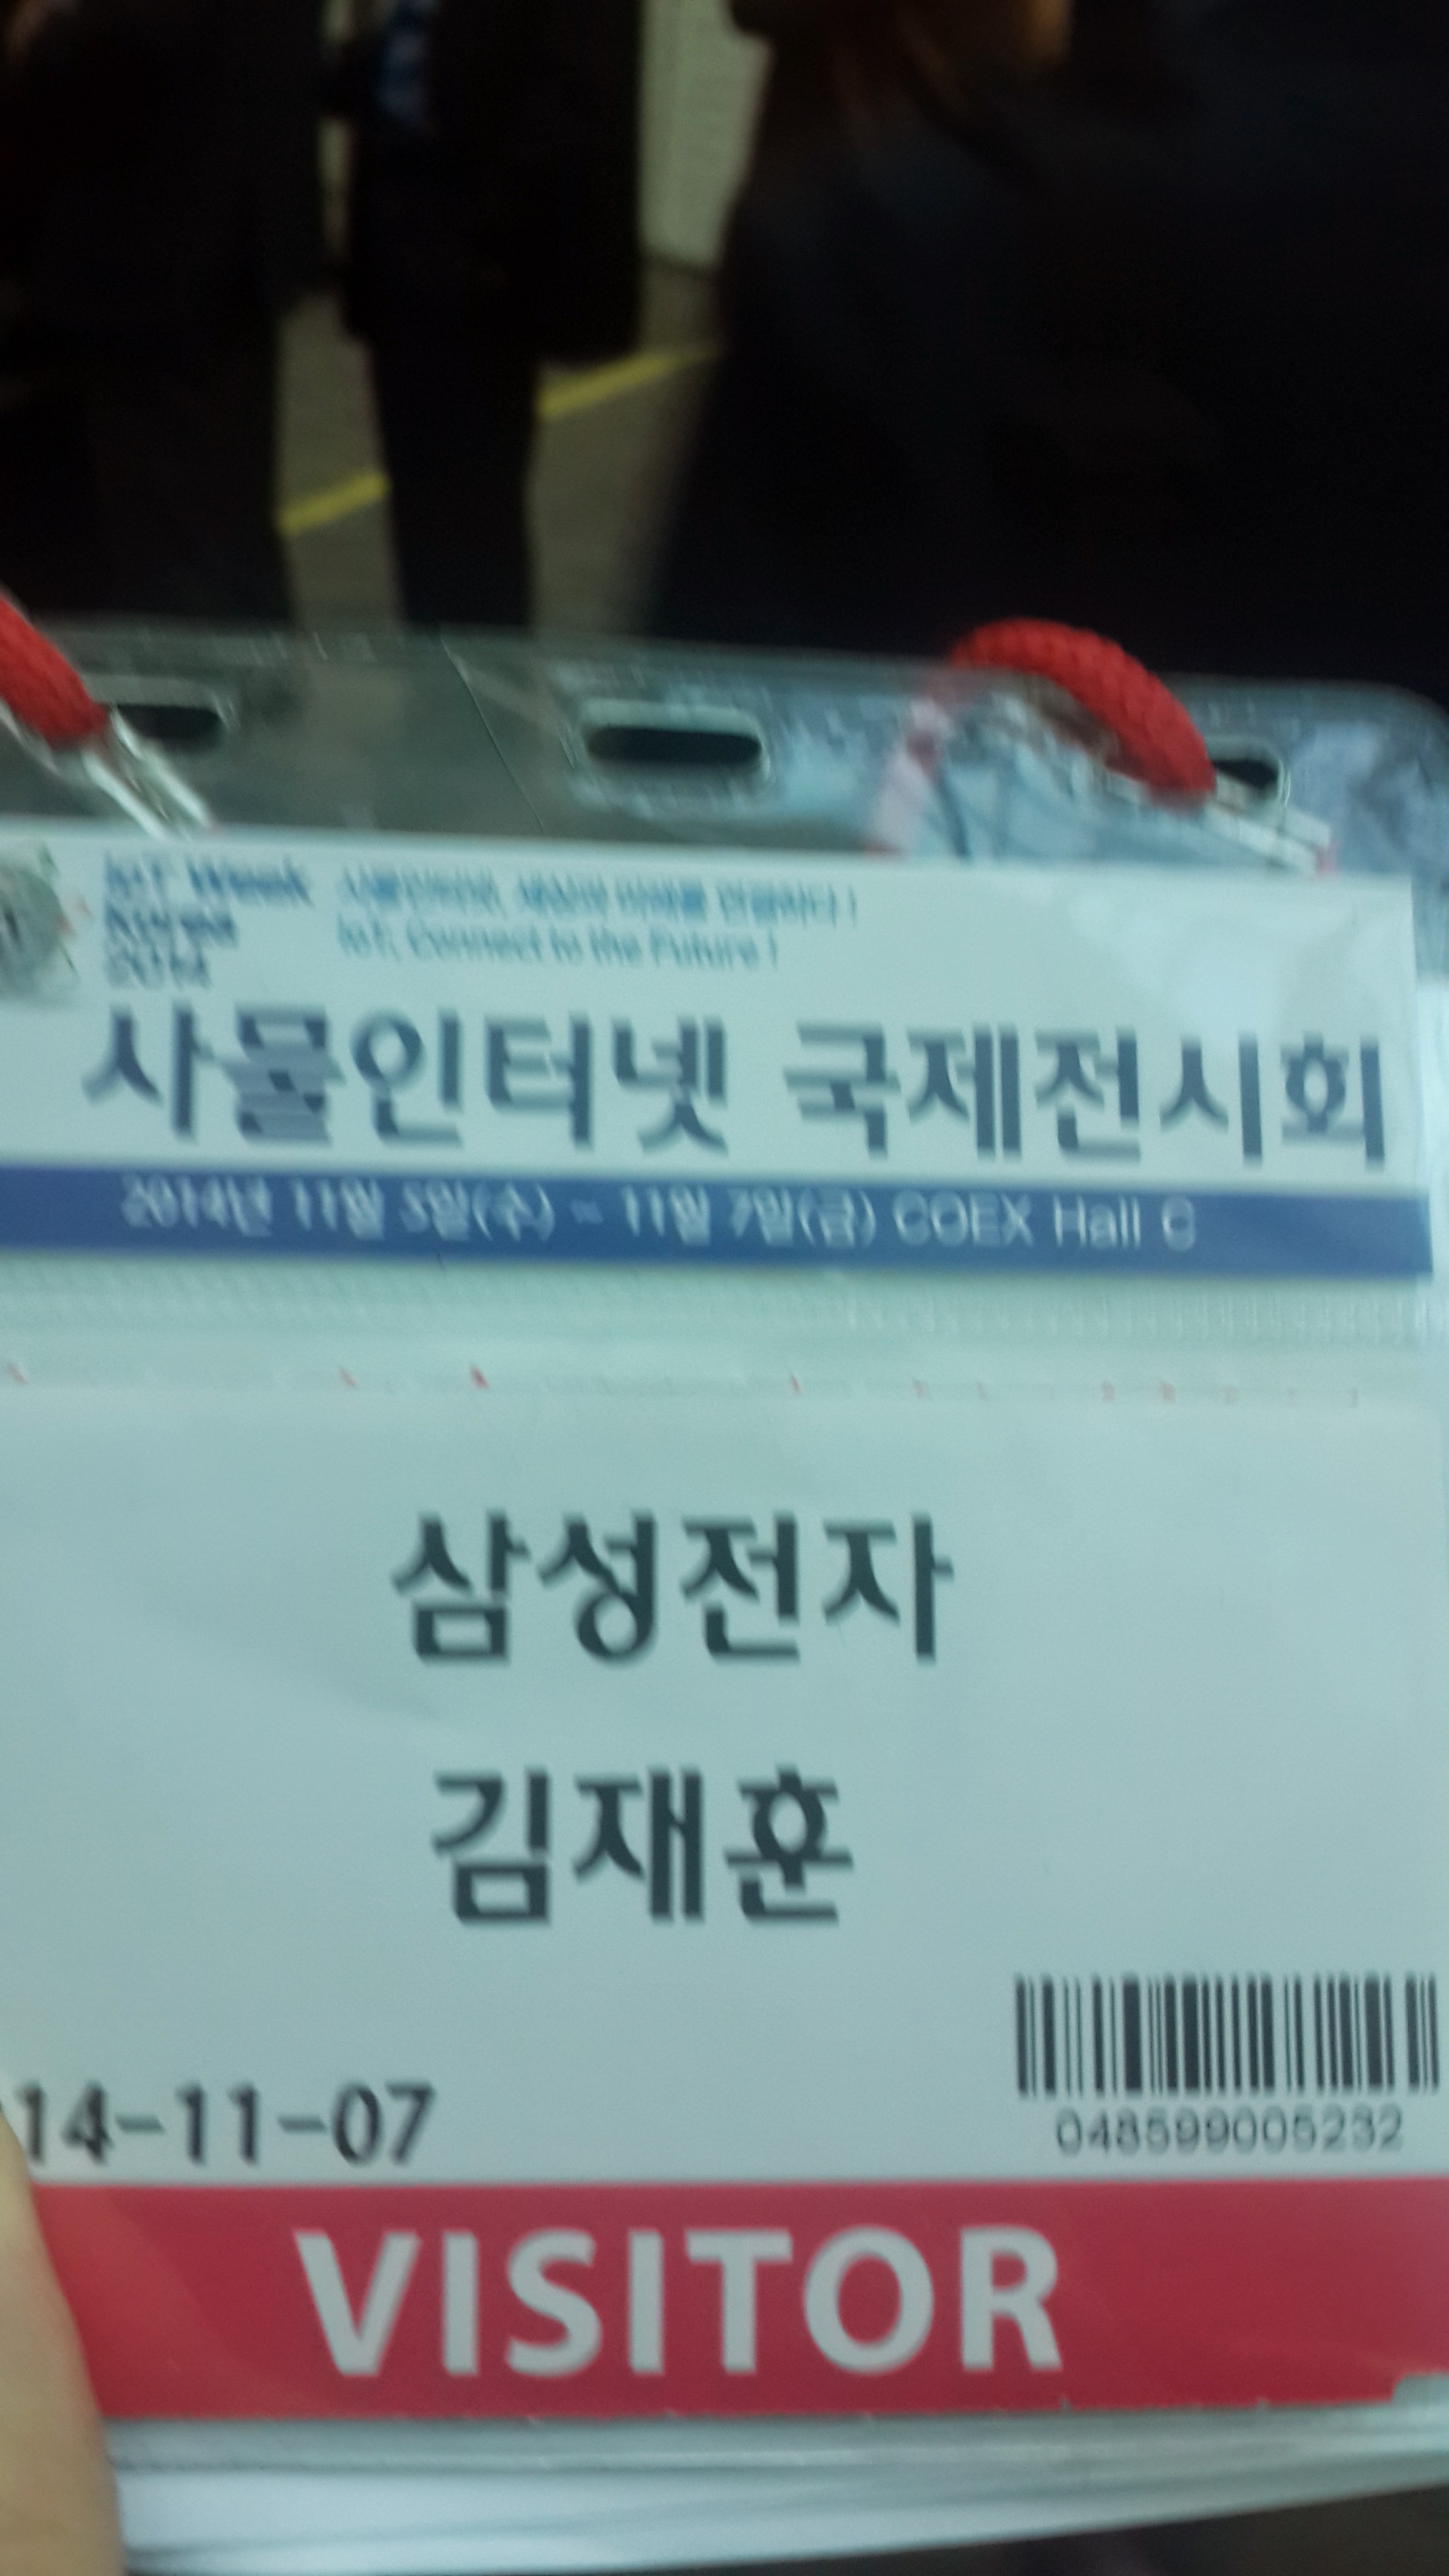 IoT Week
Korea
2014
사물인터넷, 세상의 미래를 연결하다 !
IoT, Connect to the Future !
사물인터넷 국제전시회
2014년 11월 5일(수) ~ 11월 7일(금) COEX Hall C
삼성전자
김재훈
14-11-07
048599005232
VISITOR